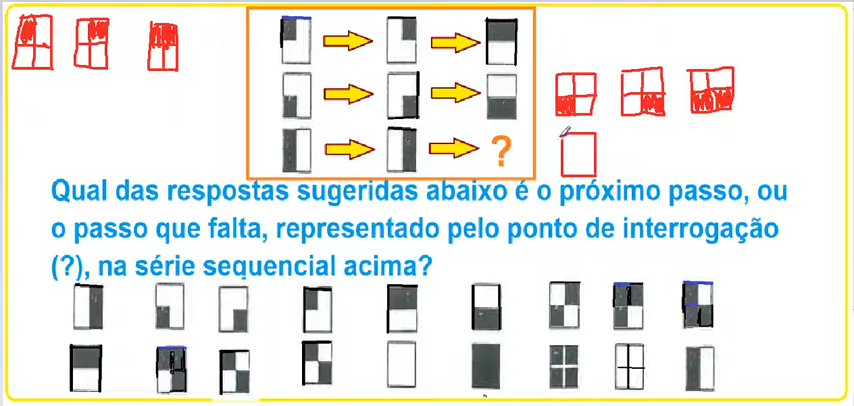 ?
Qual das respostas sugeridas abaixo é o próximo passo, ou
o passo que falta, representado pelo ponto de interrogação
(?), na série sequencial acima?